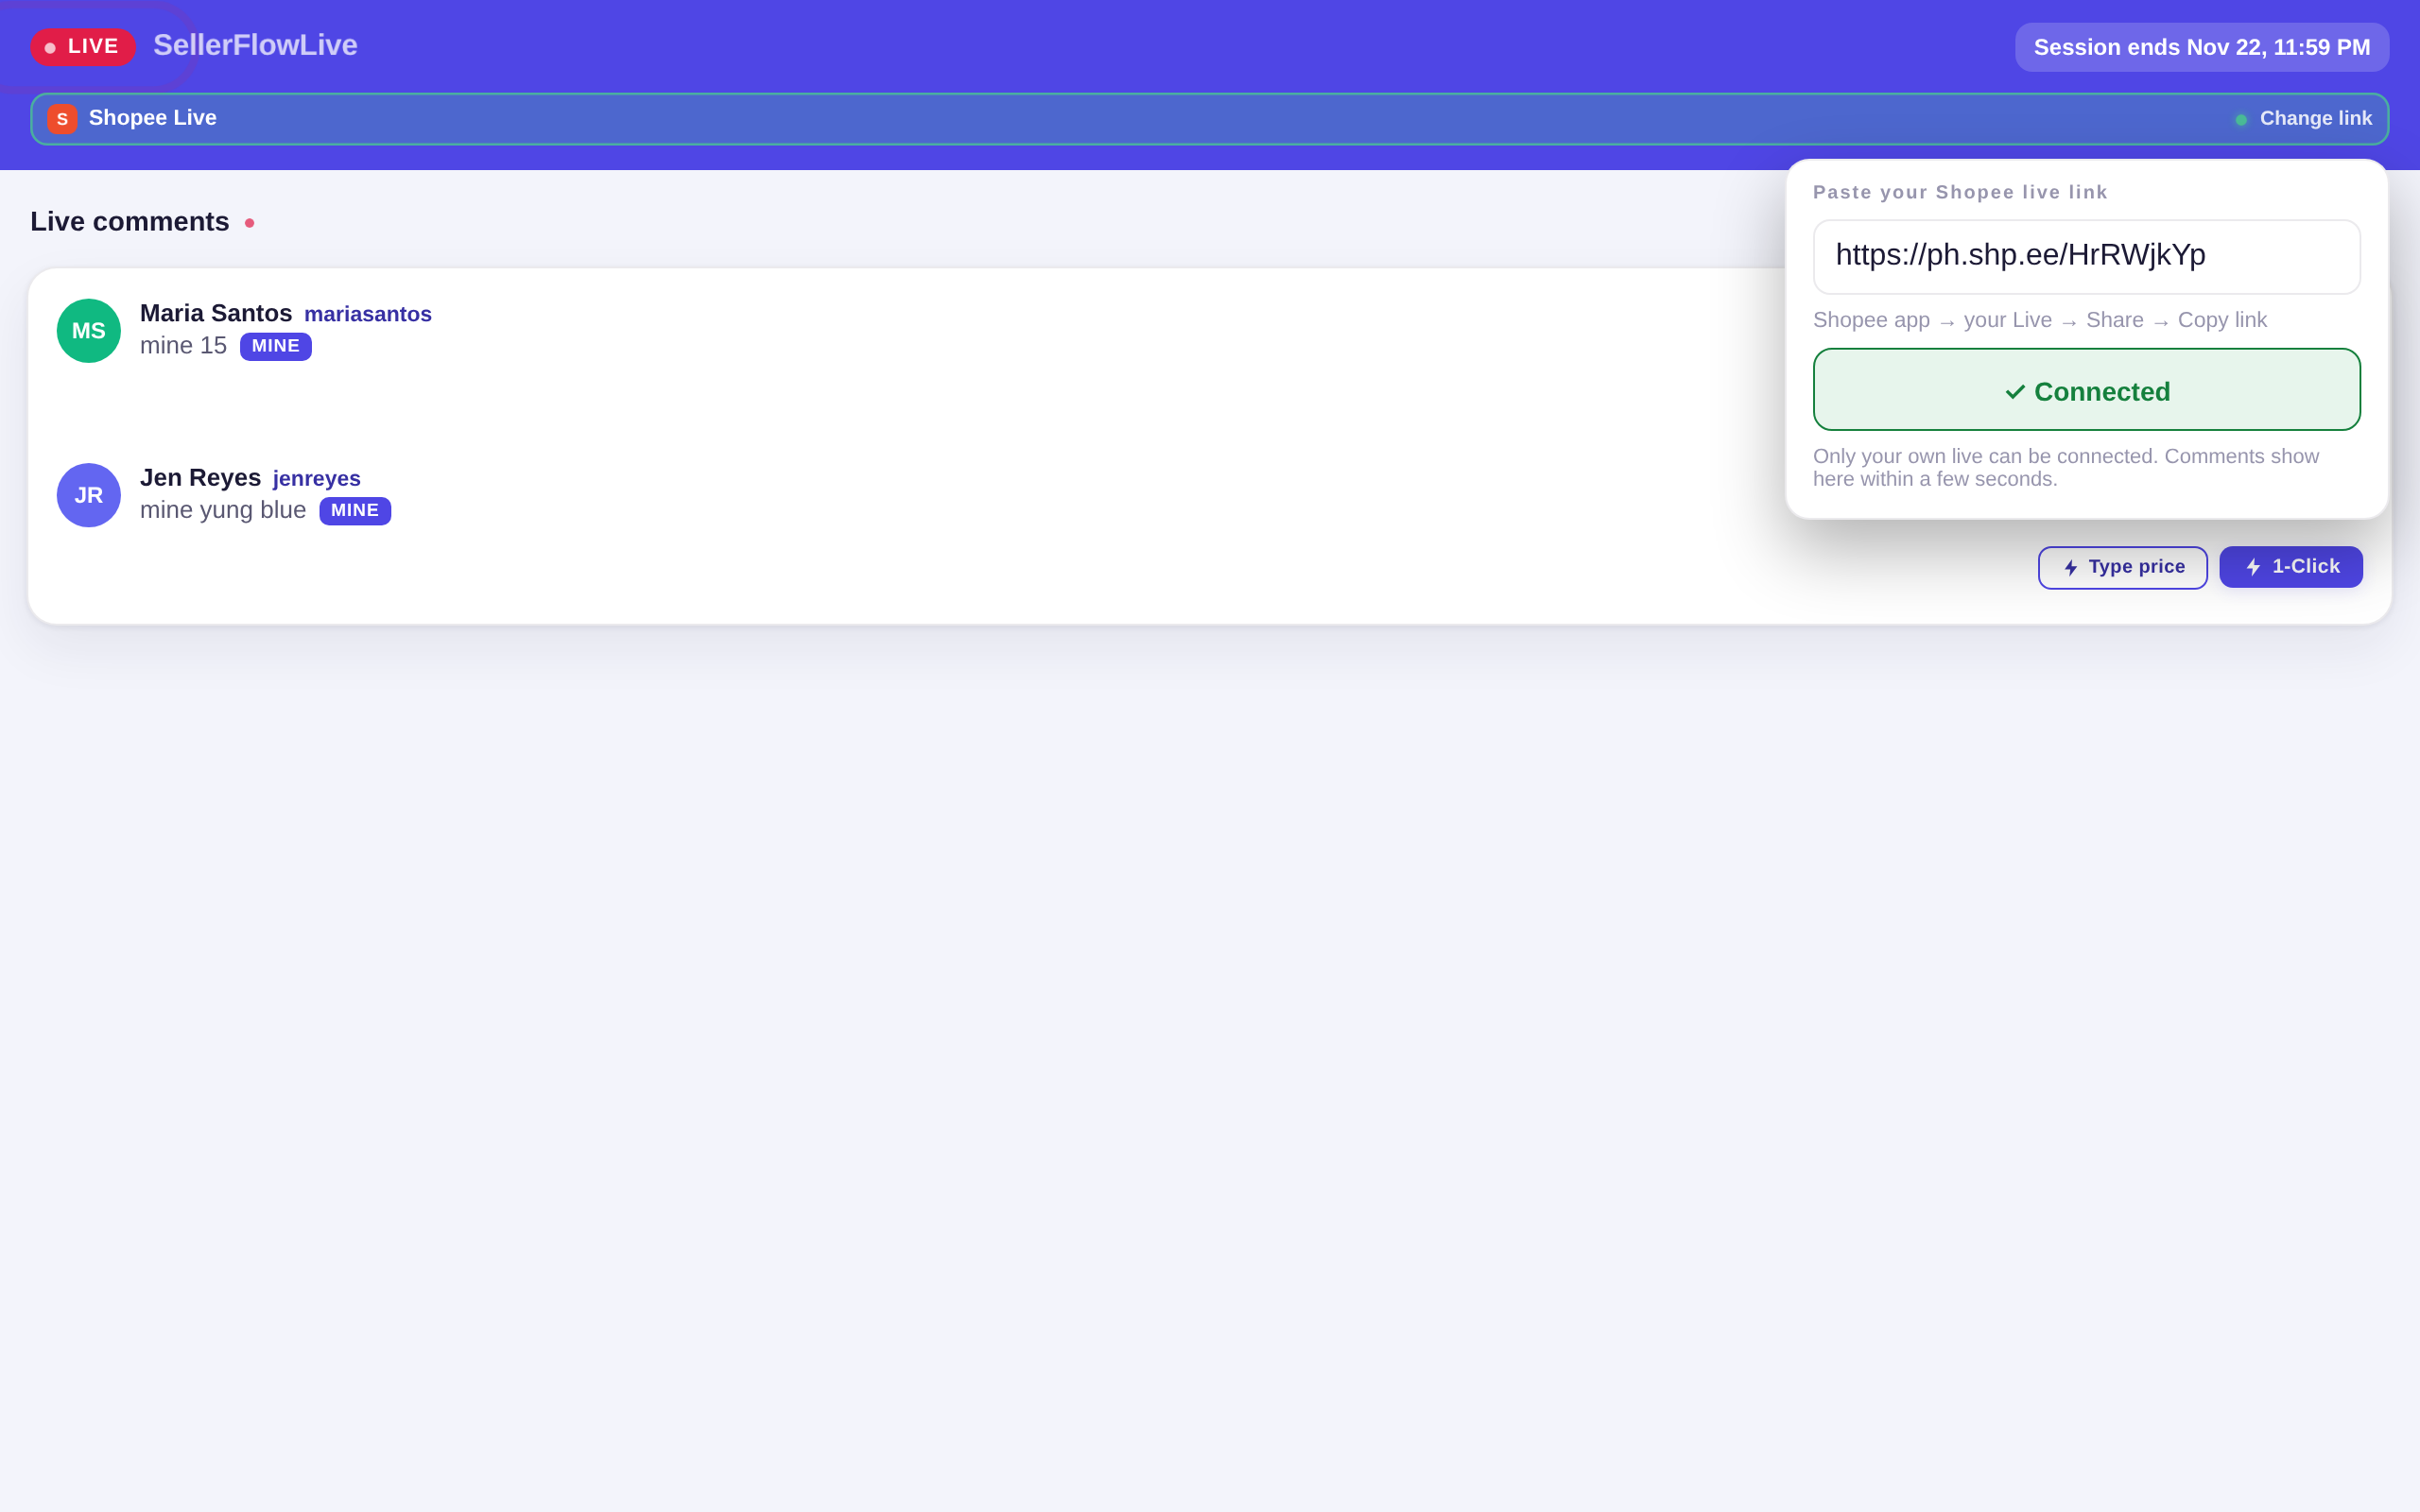 LIVE SellerFlowLive
Session ends Nov 22, 11:59 PM
S Shopee Live
Change link
Paste your Shopee live link
https://ph.shp.ee/HrRWjkYp
Shopee app → your Live → Share → Copy link
✓ Connected
Only your own live can be connected. Comments show
here within a few seconds.
Live comments
MS
Maria Santos mariasantos
mine 15 MINE
JR
Jen Reyes jenreyes
mine yung blue MINE
Type price
1-Click